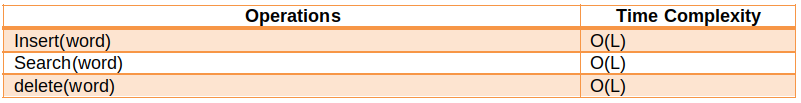 Operations Time Complexity
Insert(word) O(L)
Search(word) O(L)
delete(word) O(L)